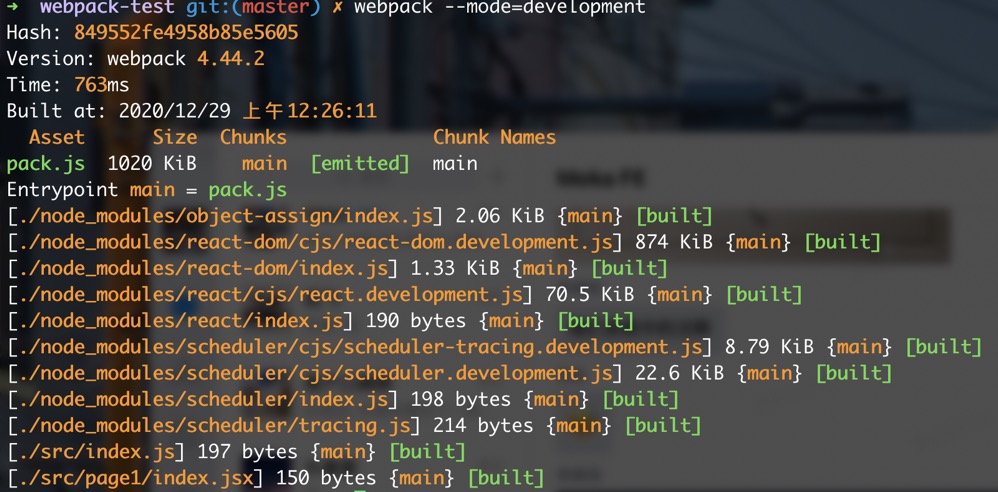 ➜  webpack-test git:(master) ✗ webpack --mode=development
Hash: 849552fe4958b85e5605
Version: webpack 4.44.2
Time: 763ms
Built at: 2020/12/29 上午12:26:11
  Asset      Size  Chunks             Chunk Names
pack.js  1020 KiB    main  [emitted]  main
Entrypoint main = pack.js
[./node_modules/object-assign/index.js] 2.06 KiB {main} [built]
[./node_modules/react-dom/cjs/react-dom.development.js] 874 KiB {main} [built]
[./node_modules/react-dom/index.js] 1.33 KiB {main} [built]
[./node_modules/react/cjs/react.development.js] 70.5 KiB {main} [built]
[./node_modules/react/index.js] 190 bytes {main} [built]
[./node_modules/scheduler/cjs/scheduler-tracing.development.js] 8.79 KiB {main} [built]
[./node_modules/scheduler/cjs/scheduler.development.js] 22.6 KiB {main} [built]
[./node_modules/scheduler/index.js] 198 bytes {main} [built]
[./node_modules/scheduler/tracing.js] 214 bytes {main} [built]
[./src/index.js] 197 bytes {main} [built]
[./src/page1/index.jsx] 150 bytes {main} [built]